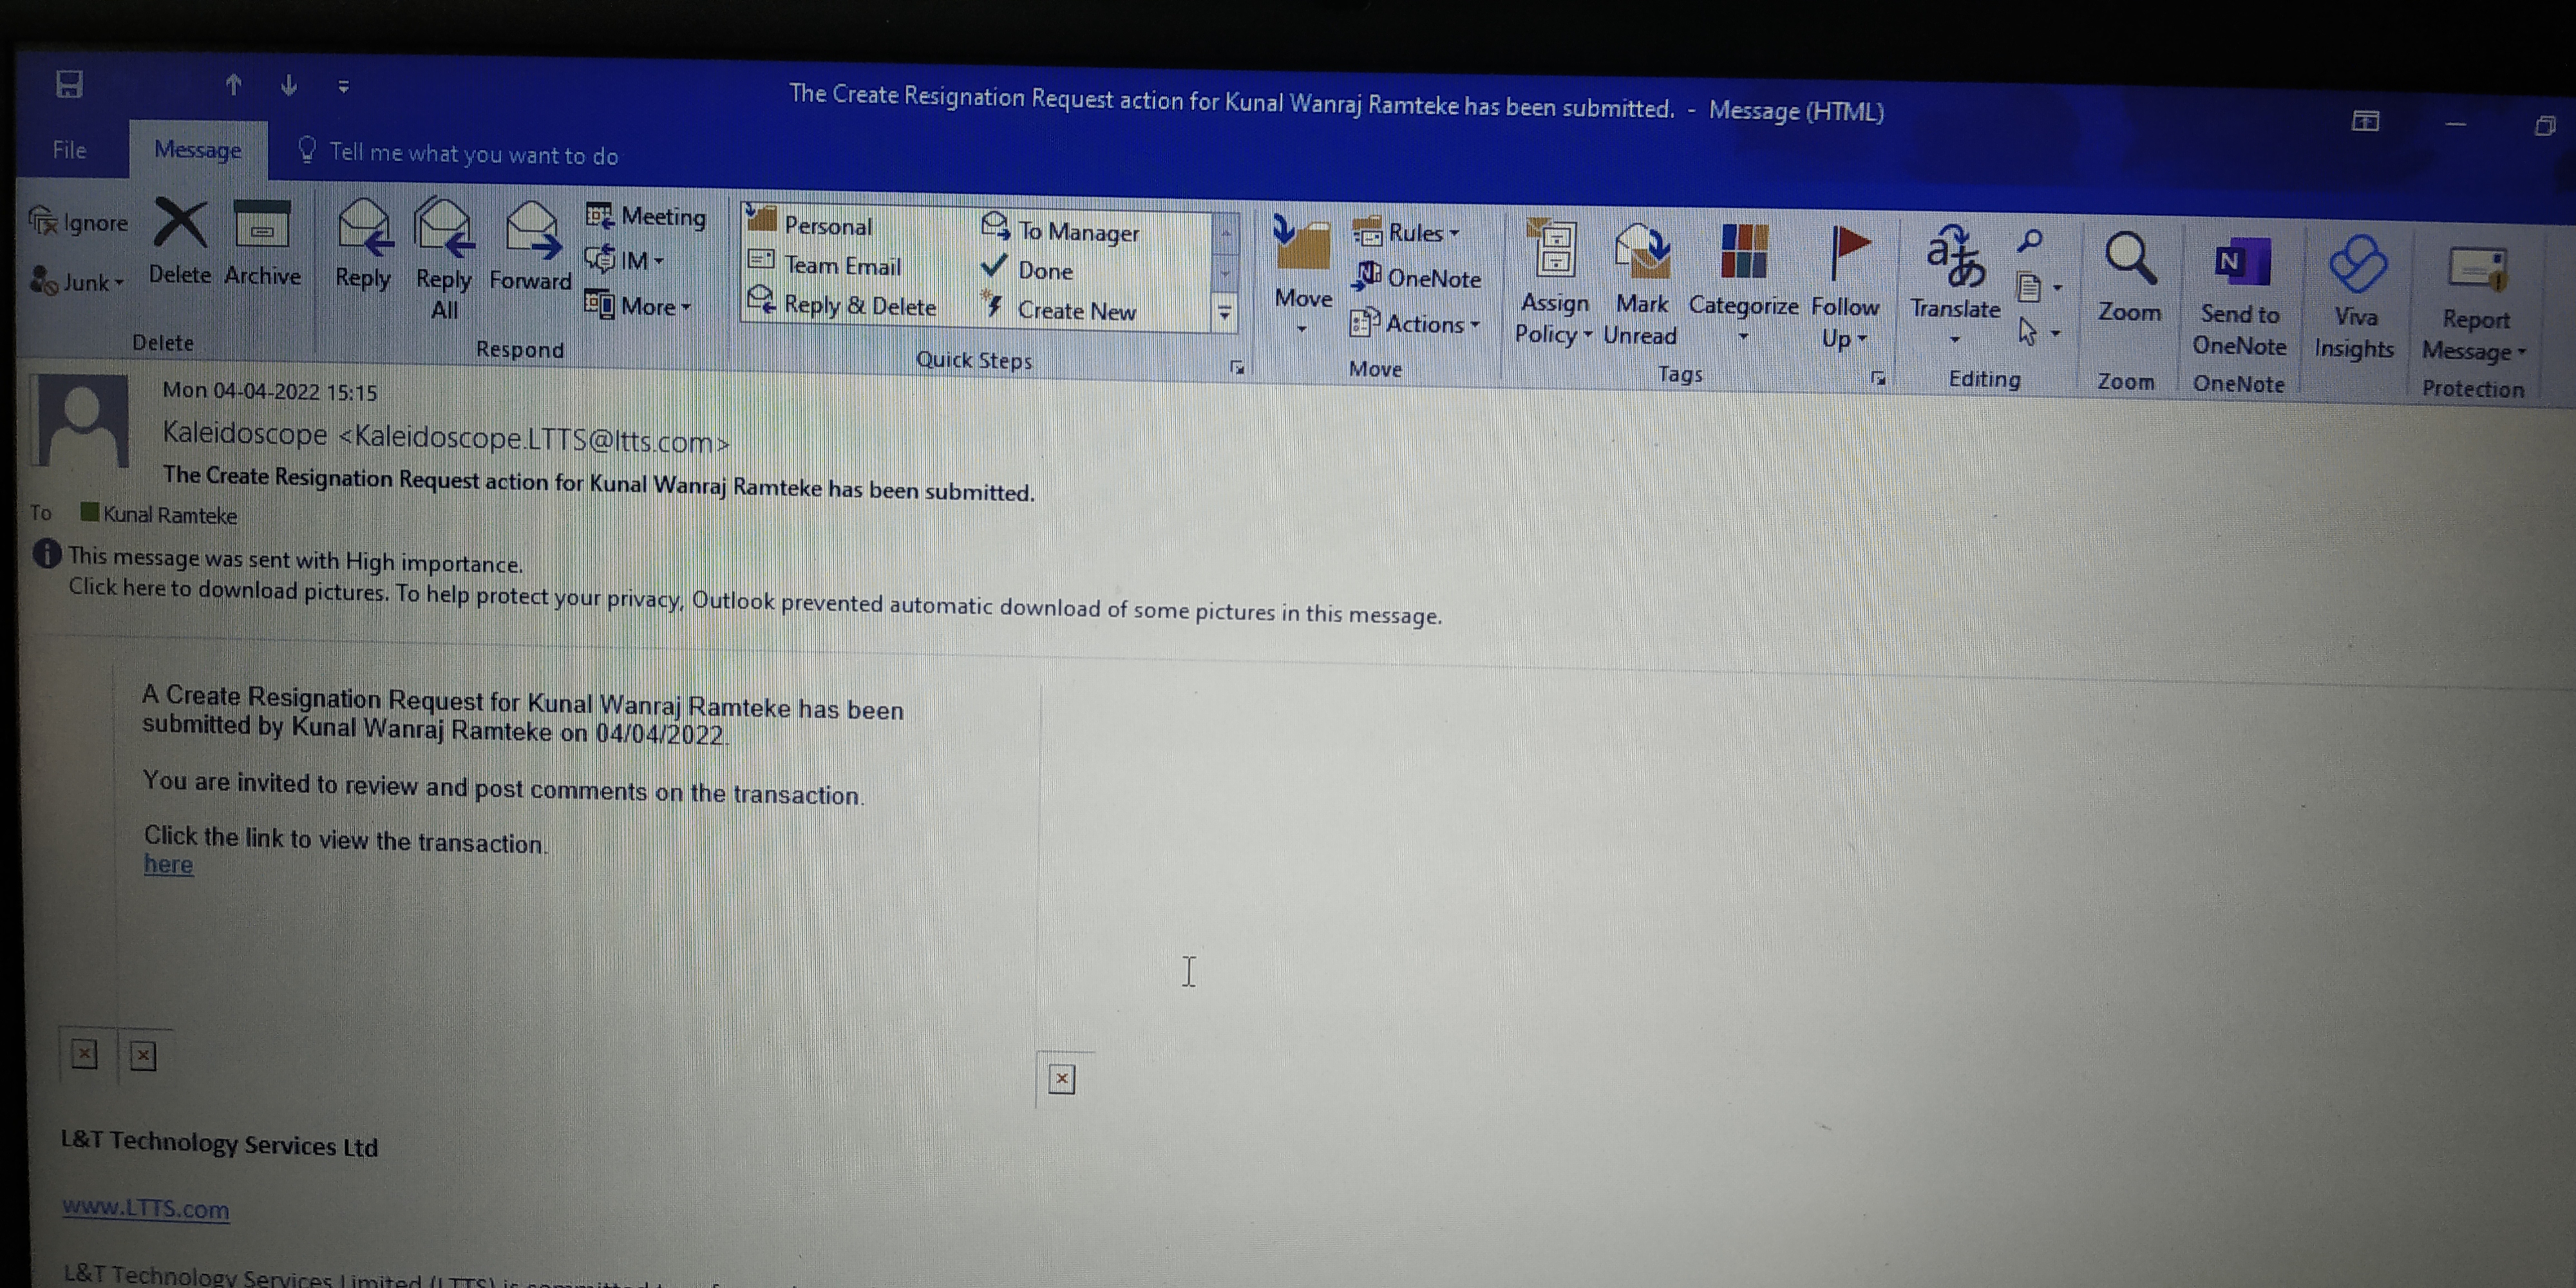 The Create Resignation Request action for Kunal Wanraj Ramteke has been submitted. - Message (HTML)
File
Message
Tell me what you want to do
Ignore
Junk
Delete
Archive
Delete
Reply
Reply All
Forward
Meeting
IM
More
Respond
Personal
Team Email
Reply & Delete
To Manager
Done
Create New
Quick Steps
Move
Rules
OneNote
Actions
Move
Assign Policy
Mark Unread
Categorize
Follow Up
Tags
Translate
Editing
Zoom
Zoom
Send to OneNote
OneNote
Viva Insights
Report Message
Protection
Mon 04-04-2022 15:15
Kaleidoscope <Kaleidoscope.LTTS@ltts.com>
The Create Resignation Request action for Kunal Wanraj Ramteke has been submitted.
To Kunal Ramteke
This message was sent with High importance.
Click here to download pictures. To help protect your privacy, Outlook prevented automatic download of some pictures in this message.
A Create Resignation Request for Kunal Wanraj Ramteke has been
submitted by Kunal Wanraj Ramteke on 04/04/2022.
You are invited to review and post comments on the transaction.
Click the link to view the transaction.
here
L&T Technology Services Ltd
www.LTTS.com
L&T Technology Services Limited (LTTS) is